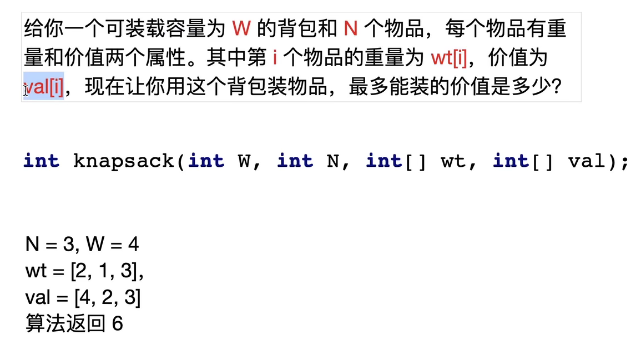 给你一个可装载容量为 W 的背包和 N 个物品，每个物品有重
量和价值两个属性。其中第 i 个物品的重量为 wt[i]，价值为
val[i]，现在让你用这个背包装物品，最多能装的价值是多少？
int knapsack(int W, int N, int[] wt, int[] val);
N = 3, W = 4
wt = [2, 1, 3],
val = [4, 2, 3]
算法返回 6